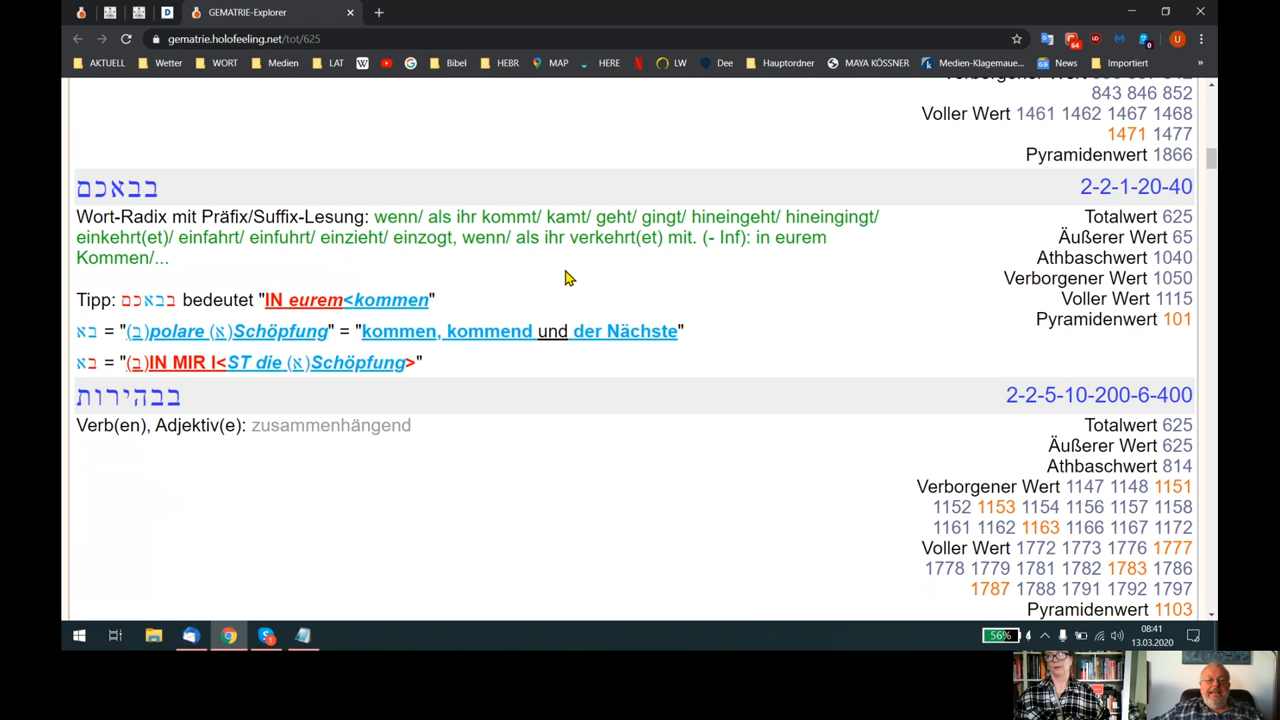 GEMATRIE-Explorer
gematrie.holofeeling.net/tot/625
64 0 U
AKTUELL Wetter WORT Medien LAT W Bibel HEBR MAP HERE LW Dee Hauptordner MAYA KÖSSNER Medien-Klagemaue... News Importiert »
843 846 852
Voller Wert 1461 1462 1467 1468
1471 1477
Pyramidenwert 1866
בבאכם 2-2-1-20-40
Wort-Radix mit Präfix/Suffix-Lesung: wenn/ als ihr kommt/ kamt/ geht/ gingt/ hineingeht/ hineingingt/
einkehrt(et)/ einfahrt/ einfuhrt/ einzieht/ einzogt, wenn/ als ihr verkehrt(et) mit. (- Inf): in eurem
Kommen/...
Totalwert 625
Äußerer Wert 65
Athbaschwert 1040
Verborgener Wert 1050
Voller Wert 1115
Pyramidenwert 101
Tipp: בבאכם bedeutet "IN eurem<kommen"
בא = "(ב)polare (א)Schöpfung" = "kommen, kommend und der Nächste"
בא = "(ב)IN MIR I<ST die (א)Schöpfung>"
בבהירות 2-2-5-10-200-6-400
Verb(en), Adjektiv(e): zusammenhängend
Totalwert 625
Äußerer Wert 625
Athbaschwert 814
Verborgener Wert 1147 1148 1151
1152 1153 1154 1156 1157 1158
1161 1162 1163 1166 1167 1172
Voller Wert 1772 1773 1776 1777
1778 1779 1781 1782 1783 1786
1787 1788 1791 1792 1797
Pyramidenwert 1103
56%
08:41
13.03.2020